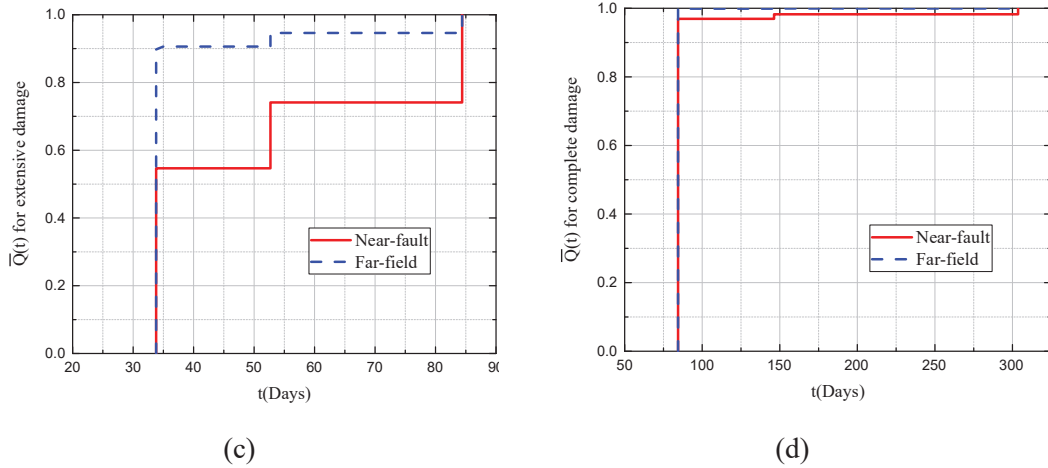 1.0
0.8
0.6
0.4
0.2
0.0
Q̅(t) for extensive damage
Near-fault
Far-field
20 30 40 50 60 70 80 90
t(Days)
(c)
1.0
0.8
0.6
0.4
0.2
0.0
Q̅(t) for complete damage
Near-fault
Far-field
50 100 150 200 250 300
t(Days)
(d)